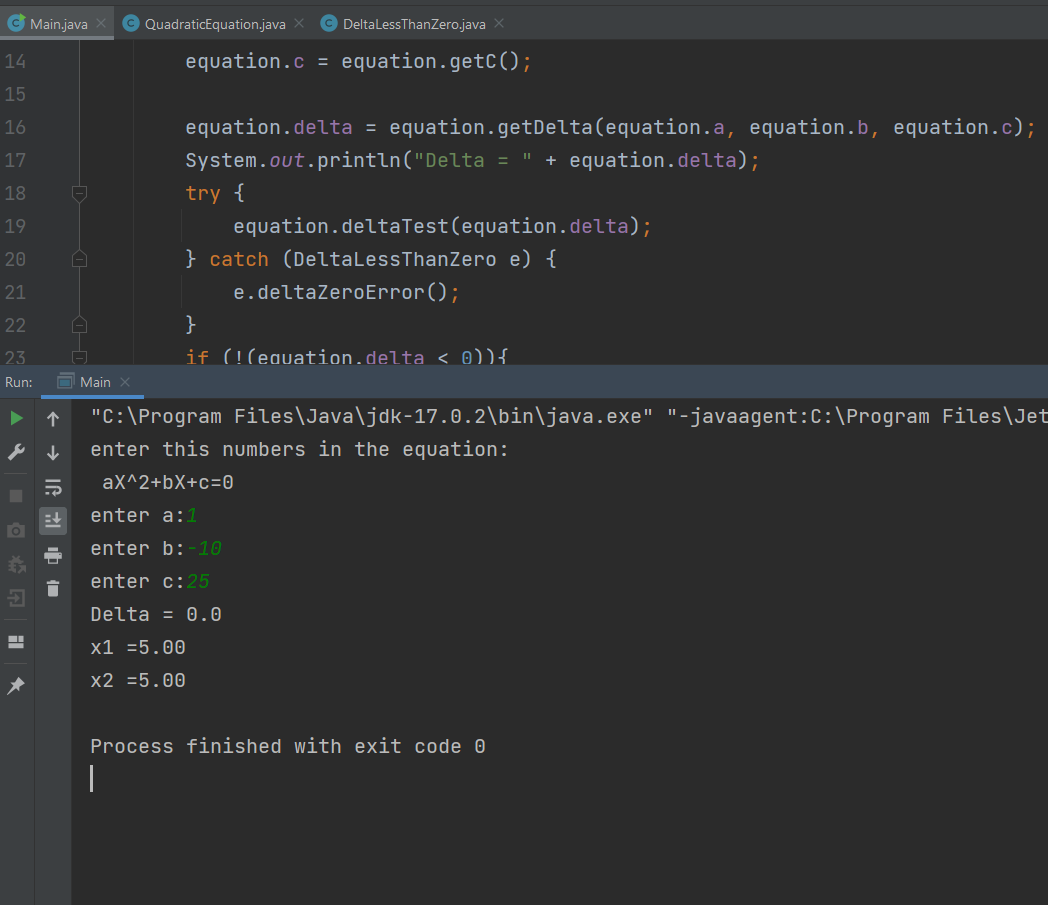 Main.java QuadraticEquation.java DeltaLessThanZero.java
14 equation.c = equation.getC();
15
16 equation.delta = equation.getDelta(equation.a, equation.b, equation.c);
17 System.out.println("Delta = " + equation.delta);
18 try {
19 equation.deltaTest(equation.delta);
20 } catch (DeltaLessThanZero e) {
21 e.deltaZeroError();
22 }
23 if (!(equation.delta < 0)){
Run: Main
"C:\Program Files\Java\jdk-17.0.2\bin\java.exe" "-javaagent:C:\Program Files\Jet
enter this numbers in the equation:
 aX^2+bX+c=0
enter a:1
enter b:-10
enter c:25
Delta = 0.0
x1 =5.00
x2 =5.00
Process finished with exit code 0